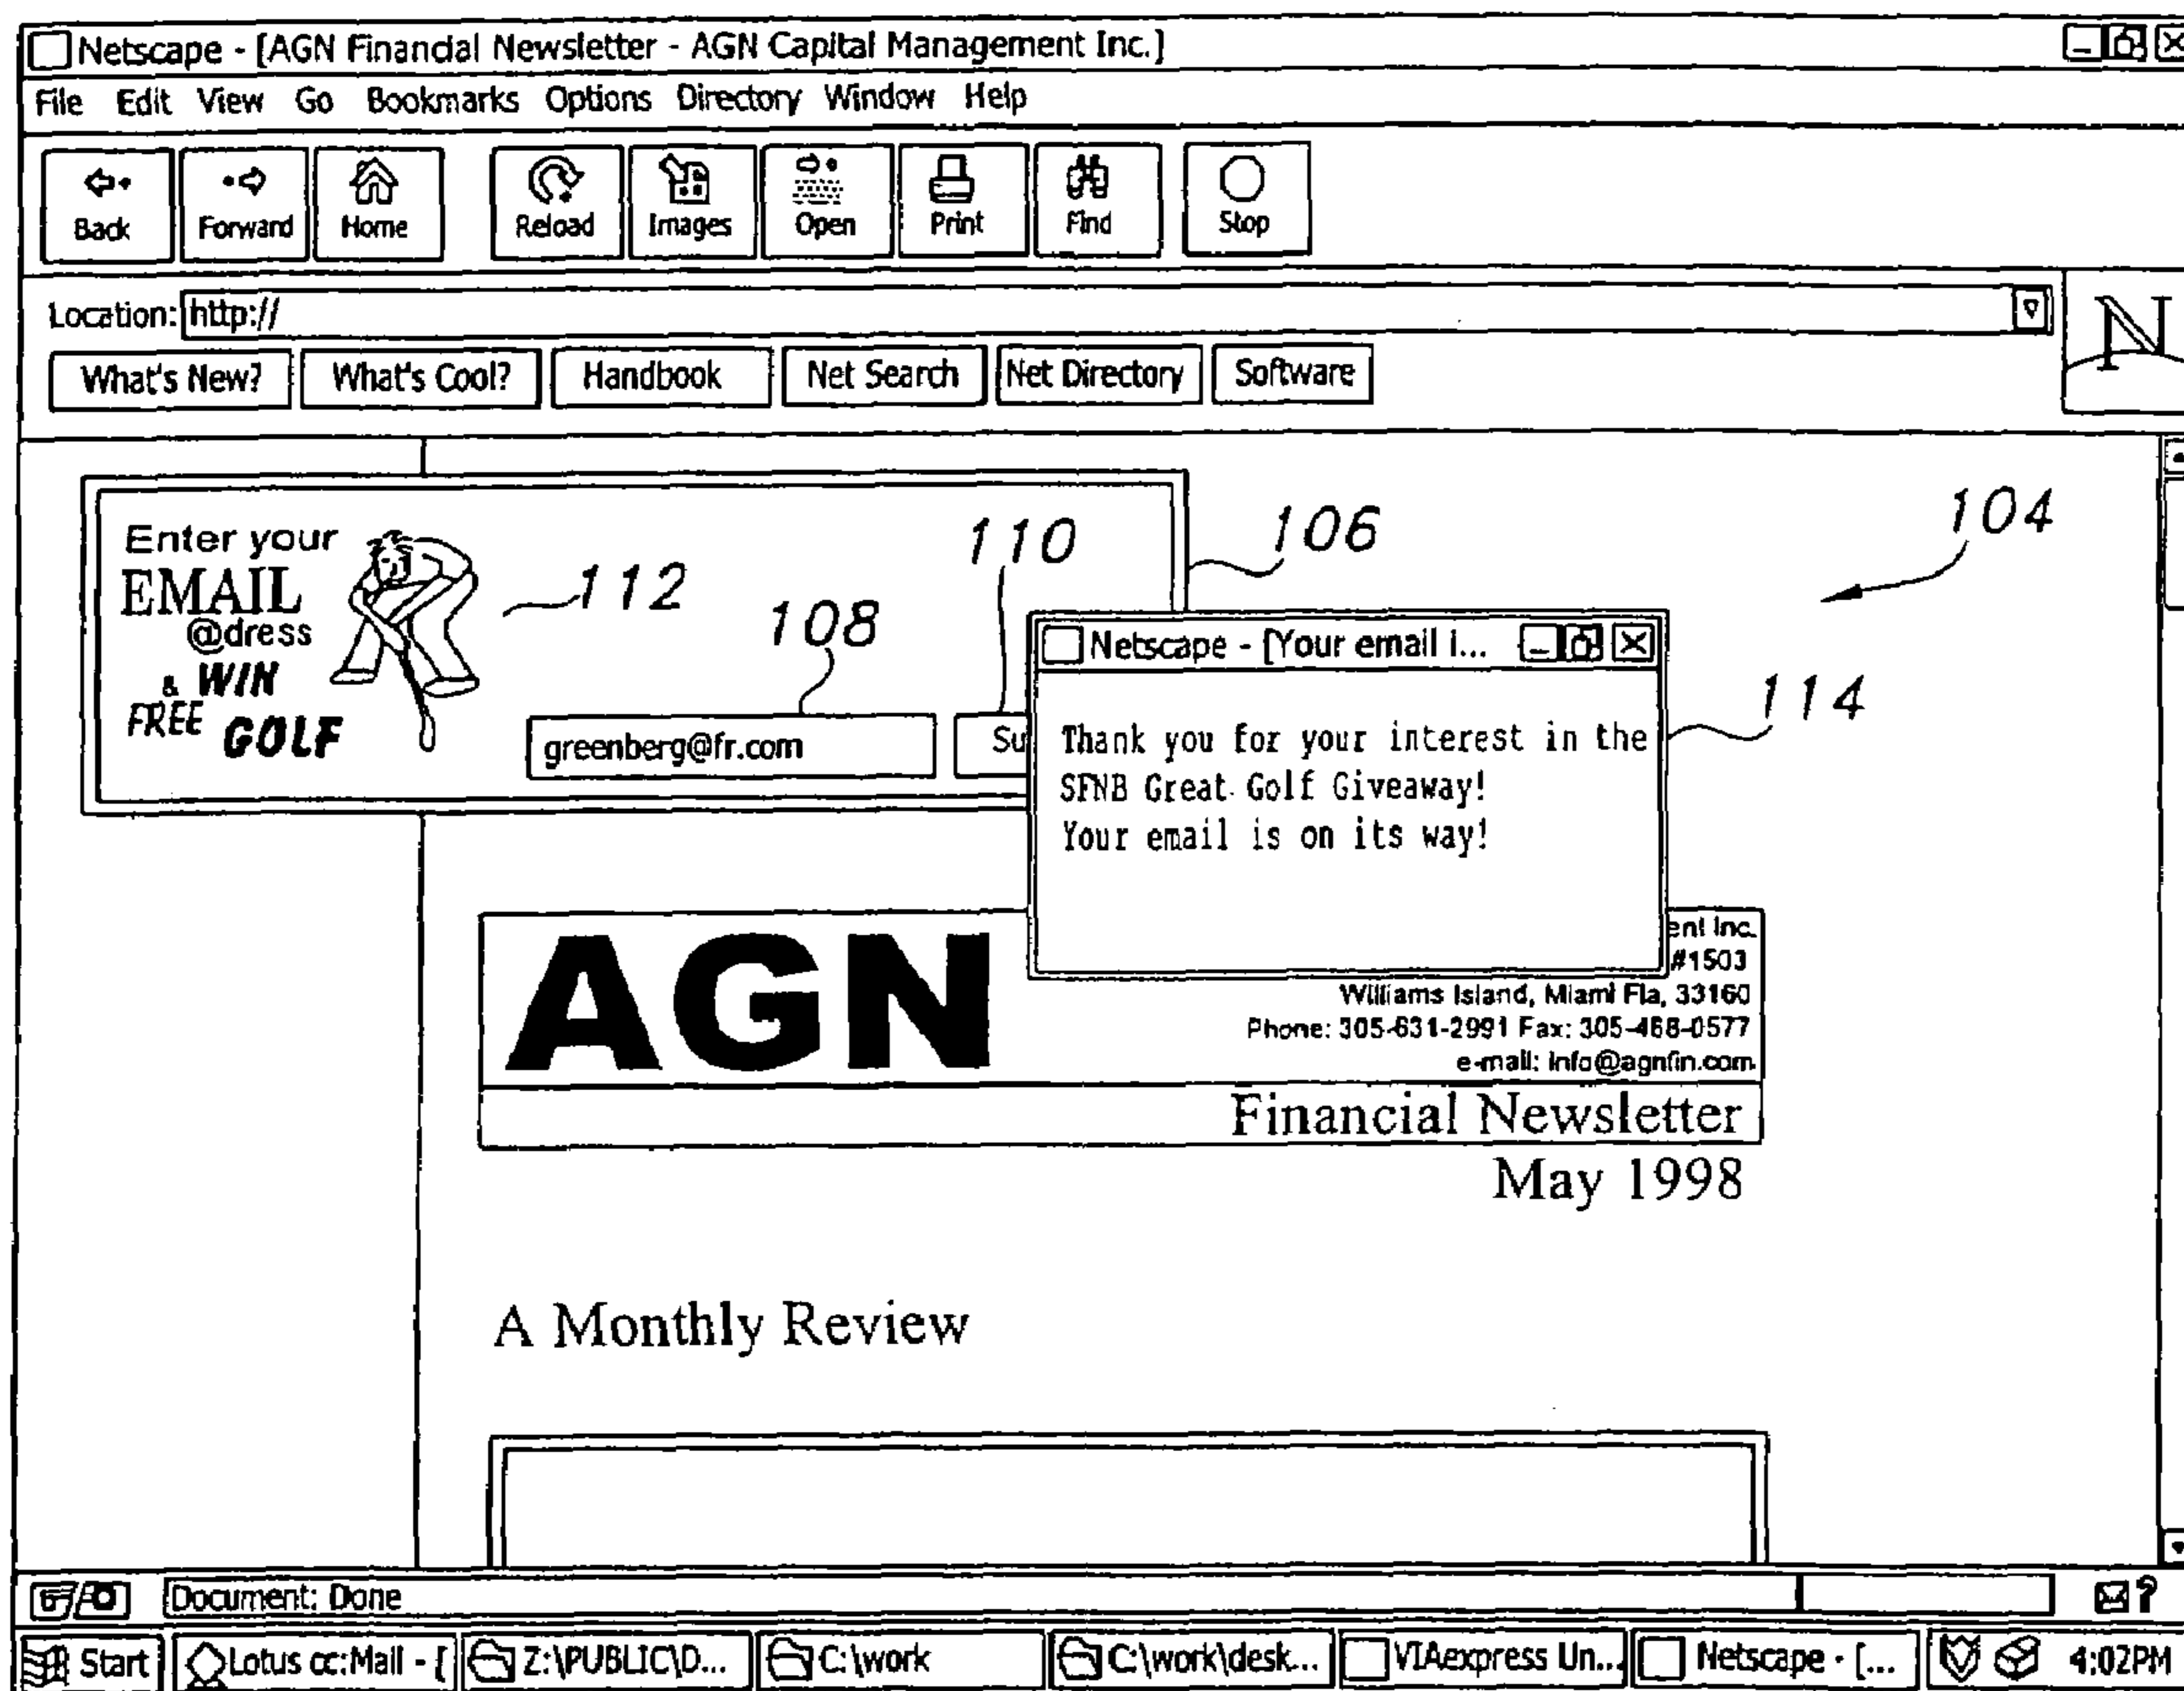 Netscape - [AGN Financial Newsletter - AGN Capital Management Inc.]
File Edit View Go Bookmarks Options Directory Window Help
Back Forward Home Reload Images Open Print Find Stop
Location: http://
N
What's New? What's Cool? Handbook Net Search Net Directory Software
104
106
110
112
108
114
Enter your
EMAIL
@dress
& WIN
FREE GOLF
greenberg@fr.com
Su
Netscape - [Your email i...
Thank you for your interest in the
SFNB Great Golf Giveaway!
Your email is on its way!
AGN
ent Inc.
#1503
Williams Island, Miami Fla, 33160
Phone: 305-631-2991 Fax: 305-468-0577
e-mail: info@agnfin.com
Financial Newsletter
May 1998
A Monthly Review
Document: Done
?
Start Lotus cc:Mail - [ Z:\PUBLIC\D... C:\work C:\work\desk... VIAexpress Un... Netscape - [... 4:02PM